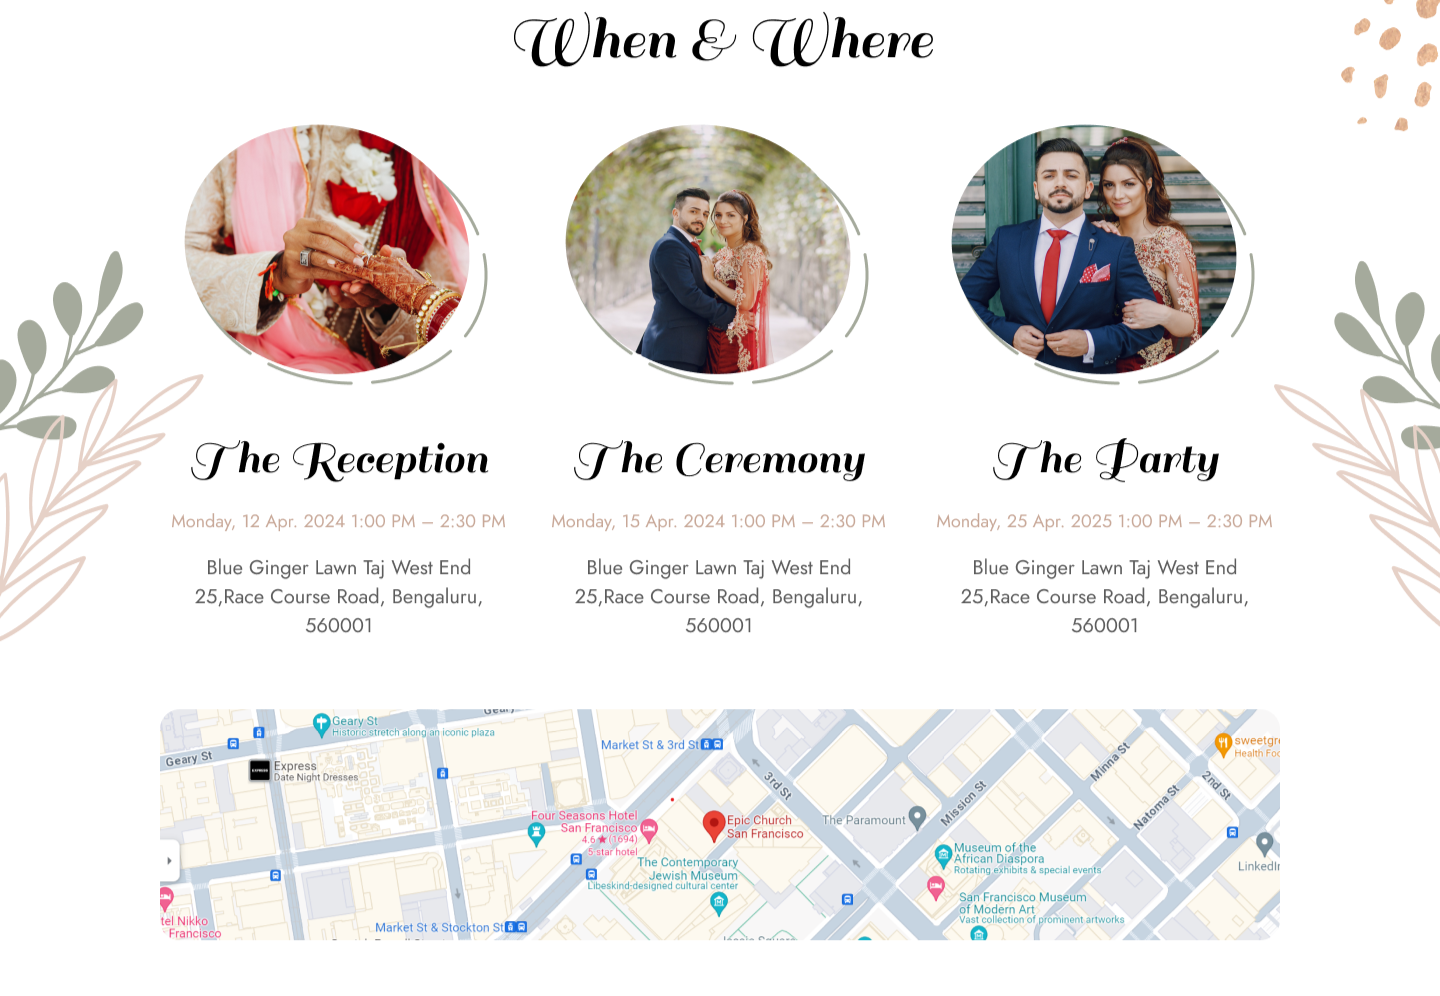 When & Where
The Reception
Monday, 12 Apr. 2024 1:00 PM – 2:30 PM
Blue Ginger Lawn Taj West End
25,Race Course Road, Bengaluru,
560001
The Ceremony
Monday, 15 Apr. 2024 1:00 PM – 2:30 PM
Blue Ginger Lawn Taj West End
25,Race Course Road, Bengaluru,
560001
The Party
Monday, 25 Apr. 2025 1:00 PM – 2:30 PM
Blue Ginger Lawn Taj West End
25,Race Course Road, Bengaluru,
560001
Geary St
Historic stretch along an iconic plaza
Geary
Geary St
Express
Date Night Dresses
EXPRESS
Market St & 3rd St
3rd St
Minna St
sweetgre
Health Foo
2nd St
Natoma St
Mission St
Four Seasons Hotel
San Francisco
4.6★(1694)
5-star hotel
Epic Church
San Francisco
The Paramount
The Contemporary
Jewish Museum
Libeskind-designed cultural center
Museum of the
African Diaspora
Rotating exhibits & special events
LinkedIn
San Francisco Museum
of Modern Art
Vast collection of prominent artworks
tel Nikko
Francisco
Market St & Stockton St
Jessie Square